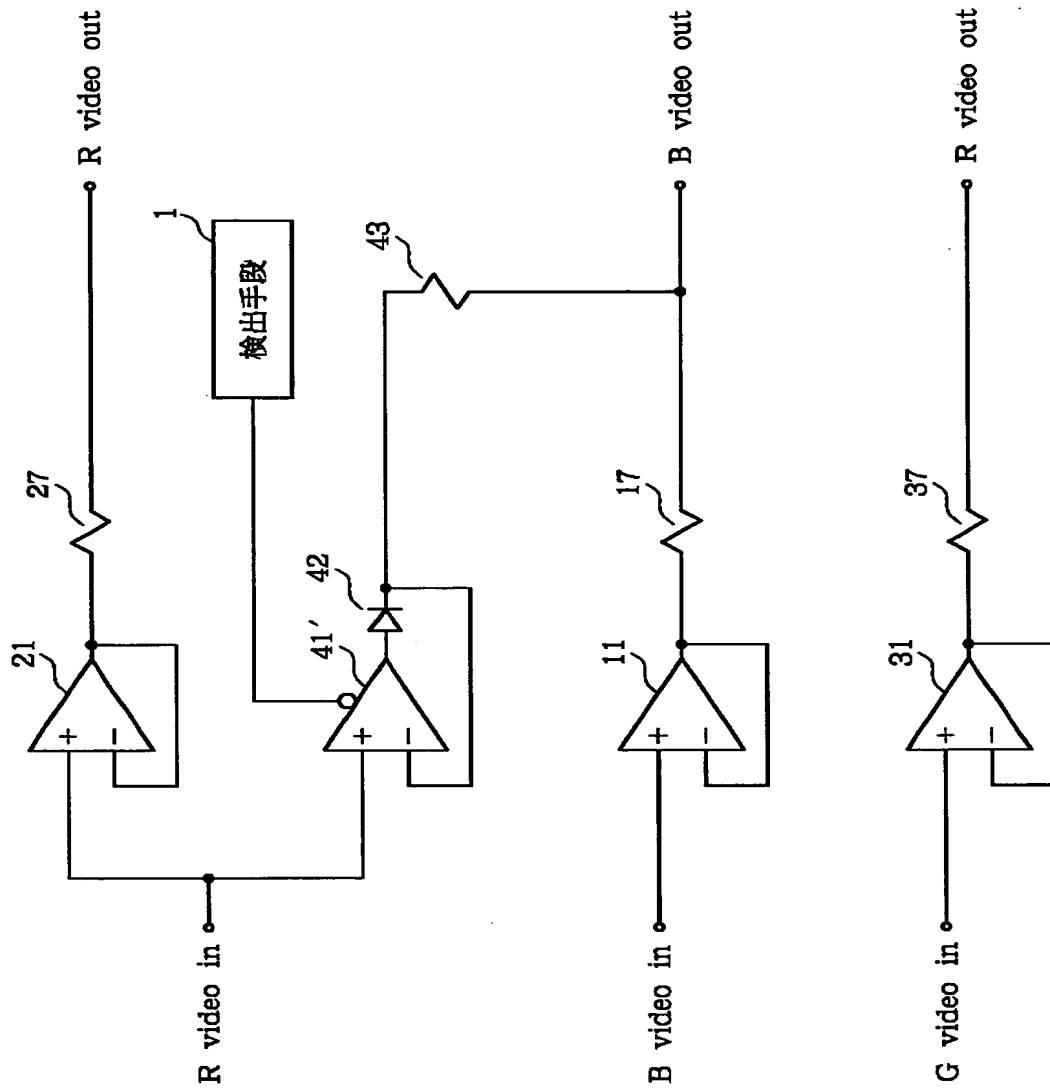 R video out
1
検出手段
27
21
43
42
41′
R video in
B video out
17
11
B video in
R video out
37
31
G video in
+
−
+
−
+
−
+
−